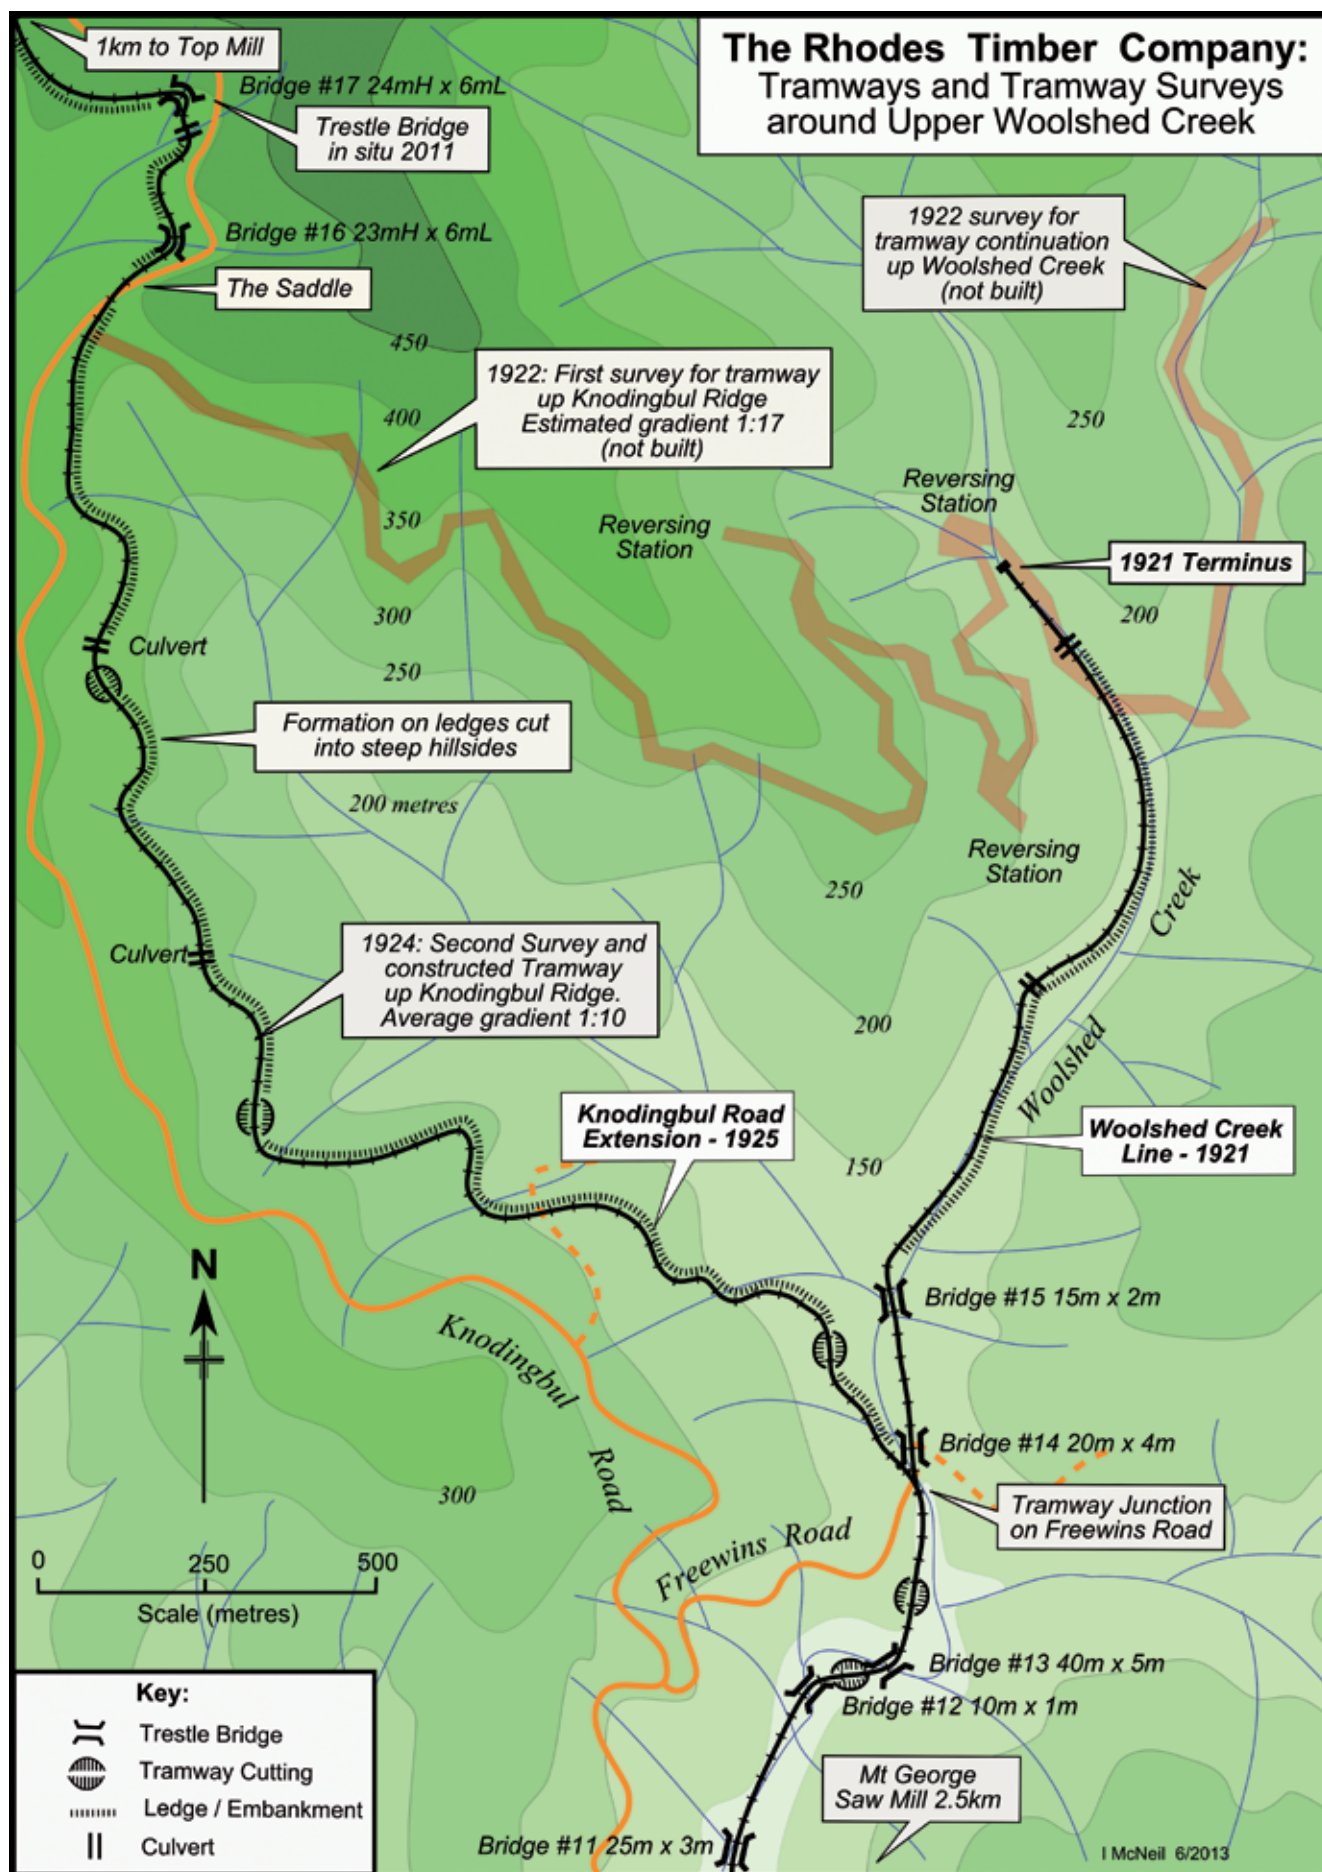 The Rhodes Timber Company:
Tramways and Tramway Surveys
around Upper Woolshed Creek
1km to Top Mill
Bridge #17 24mH x 6mL
Trestle Bridge
in situ 2011
Bridge #16 23mH x 6mL
The Saddle
1922 survey for
tramway continuation
up Woolshed Creek
(not built)
450
1922: First survey for tramway
up Knodingbul Ridge
Estimated gradient 1:17
(not built)
400
250
350
Reversing
Station
Reversing
Station
1921 Terminus
300
200
250
Culvert
Formation on ledges cut
into steep hillsides
200 metres
Reversing
Station
250
Creek
Culvert
1924: Second Survey and
constructed Tramway
up Knodingbul Ridge.
Average gradient 1:10
200
Woolshed
Knodingbul Road
Extension - 1925
Woolshed Creek
Line - 1921
150
N
Bridge #15 15m x 2m
Knodingbul
Road
Bridge #14 20m x 4m
300
Tramway Junction
on Freewins Road
Freewins Road
0 250 500
Scale (metres)
Bridge #13 40m x 5m
Bridge #12 10m x 1m
Key:
Trestle Bridge
Tramway Cutting
Ledge / Embankment
Culvert
Mt George
Saw Mill 2.5km
Bridge #11 25m x 3m
I McNeil 6/2013